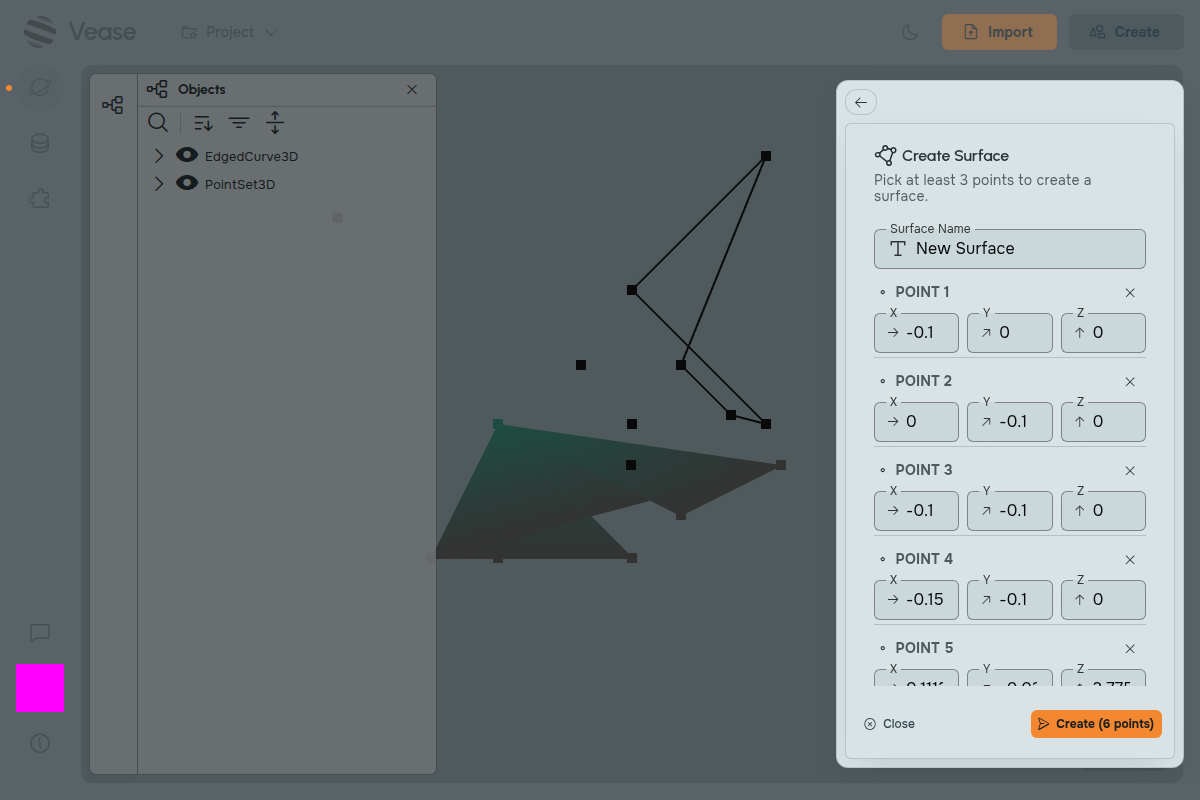 Vease
Project
Import
Create
Objects
EdgedCurve3D
PointSet3D
Create Surface
Pick at least 3 points to create a
surface.
Surface Name
New Surface
POINT 1
X Y Z
-0.1 0 0
POINT 2
X Y Z
0 -0.1 0
POINT 3
X Y Z
-0.1 -0.1 0
POINT 4
X Y Z
-0.15 -0.1 0
POINT 5
X Y Z
Close
Create (6 points)